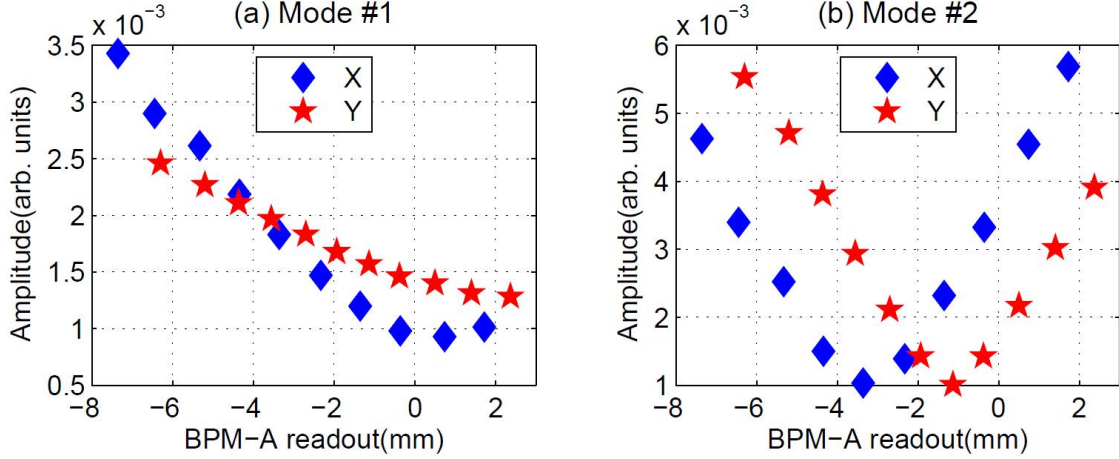 x 10⁻³
(a) Mode #1
3.5
3
2.5
2
1.5
1
0.5
Amplitude(arb. units)
X
Y
−8 −6 −4 −2 0 2
BPM−A readout(mm)
x 10⁻³
(b) Mode #2
6
5
4
3
2
1
Amplitude(arb. units)
X
Y
−8 −6 −4 −2 0 2
BPM−A readout(mm)